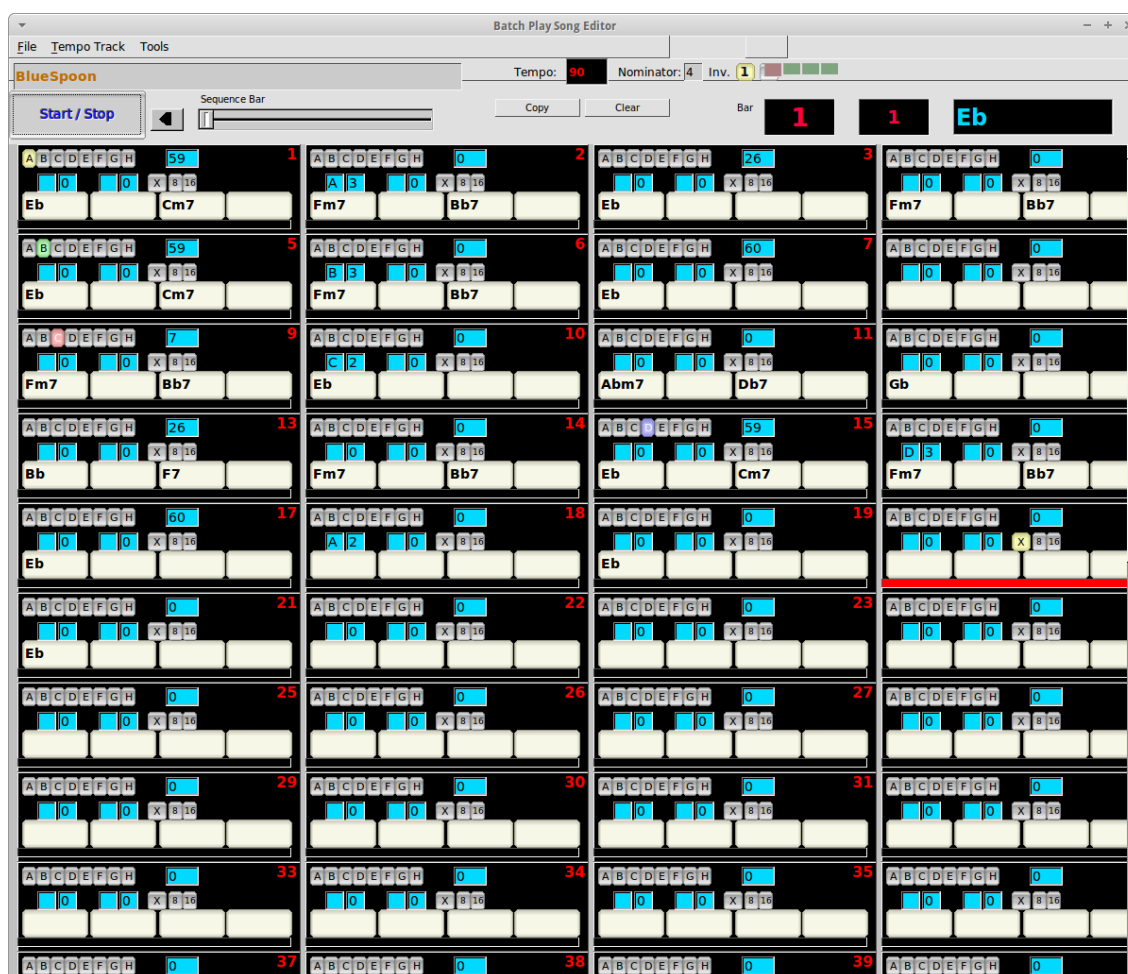 Batch Play Song Editor
File Tempo Track Tools
BlueSpoon Tempo: 90 Nominator: 4 Inv. 1
Start / Stop Sequence Bar Copy Clear Bar 1 1 Eb
A B C D E F G H 59 1 A B C D E F G H 0 2 A B C D E F G H 26 3 A B C D E F G H 0
0 0 X 8 16 A 3 0 X 8 16 0 0 X 8 16 0 0 X 8 16
Eb Cm7 Fm7 Bb7 Eb Fm7 Bb7
A B C D E F G H 59 5 A B C D E F G H 0 6 A B C D E F G H 60 7 A B C D E F G H 0
0 0 X 8 16 B 3 0 X 8 16 0 0 X 8 16 0 0 X 8 16
Eb Cm7 Fm7 Bb7 Eb
A B C D E F G H 7 9 A B C D E F G H 0 10 A B C D E F G H 0 11 A B C D E F G H 0
0 0 X 8 16 C 2 0 X 8 16 0 0 X 8 16 0 0 X 8 16
Fm7 Bb7 Eb Abm7 Db7 Gb
A B C D E F G H 26 13 A B C D E F G H 0 14 A B C D E F G H 59 15 A B C D E F G H 0
0 0 X 8 16 0 0 X 8 16 0 0 X 8 16 D 3 0 X 8 16
Bb F7 Fm7 Bb7 Eb Cm7 Fm7 Bb7
A B C D E F G H 60 17 A B C D E F G H 0 18 A B C D E F G H 0 19 A B C D E F G H 0
0 0 X 8 16 A 2 0 X 8 16 0 0 X 8 16 0 0 X 8 16
Eb Eb
A B C D E F G H 0 21 A B C D E F G H 0 22 A B C D E F G H 0 23 A B C D E F G H 0
0 0 X 8 16 0 0 X 8 16 0 0 X 8 16 0 0 X 8 16
Eb
A B C D E F G H 0 25 A B C D E F G H 0 26 A B C D E F G H 0 27 A B C D E F G H 0
0 0 X 8 16 0 0 X 8 16 0 0 X 8 16 0 0 X 8 16
A B C D E F G H 0 29 A B C D E F G H 0 30 A B C D E F G H 0 31 A B C D E F G H 0
0 0 X 8 16 0 0 X 8 16 0 0 X 8 16 0 0 X 8 16
A B C D E F G H 0 33 A B C D E F G H 0 34 A B C D E F G H 0 35 A B C D E F G H 0
0 0 X 8 16 0 0 X 8 16 0 0 X 8 16 0 0 X 8 16
A B C D E F G H 0 37 A B C D E F G H 0 38 A B C D E F G H 0 39 A B C D E F G H 0